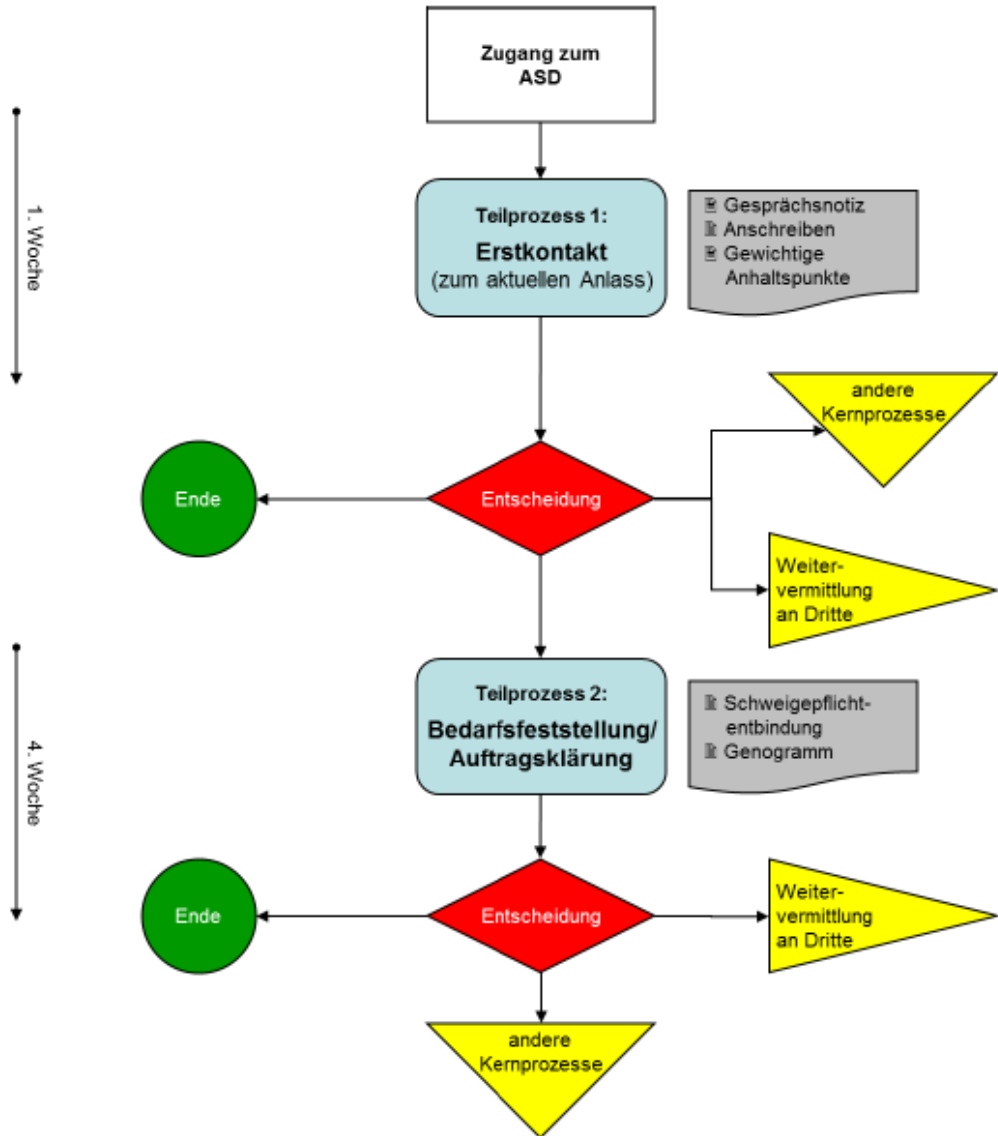 Zugang zum
ASD
1. Woche
Teilprozess 1:
Erstkontakt
(zum aktuellen Anlass)
Gesprächsnotiz
Anschreiben
Gewichtige
Anhaltspunkte
andere
Kernprozesse
Ende
Entscheidung
Weiter-
vermittlung
an Dritte
4. Woche
Teilprozess 2:
Bedarfsfeststellung/
Auftragsklärung
Schweigepflicht-
entbindung
Genogramm
Ende
Entscheidung
Weiter-
vermittlung
an Dritte
andere
Kernprozesse